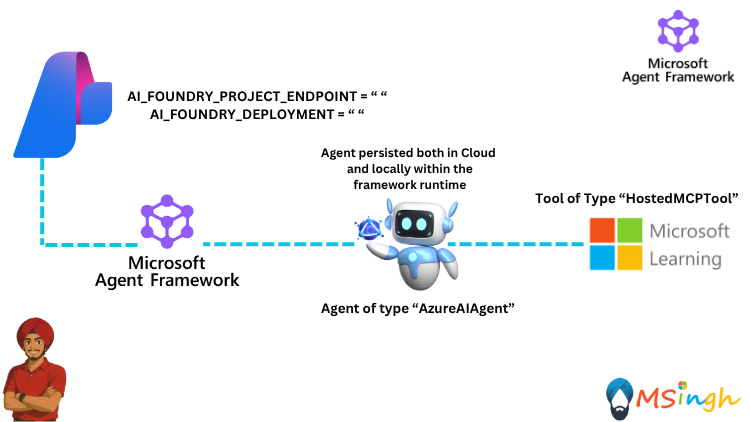 Microsoft
Agent Framework
AI_FOUNDRY_PROJECT_ENDPOINT = “ “
AI_FOUNDRY_DEPLOYMENT = “ “
Agent persisted both in Cloud
and locally within the
framework runtime
Tool of Type “HostedMCPTool”
Microsoft
Learning
Microsoft
Agent Framework
Agent of type “AzureAIAgent”
MSingh